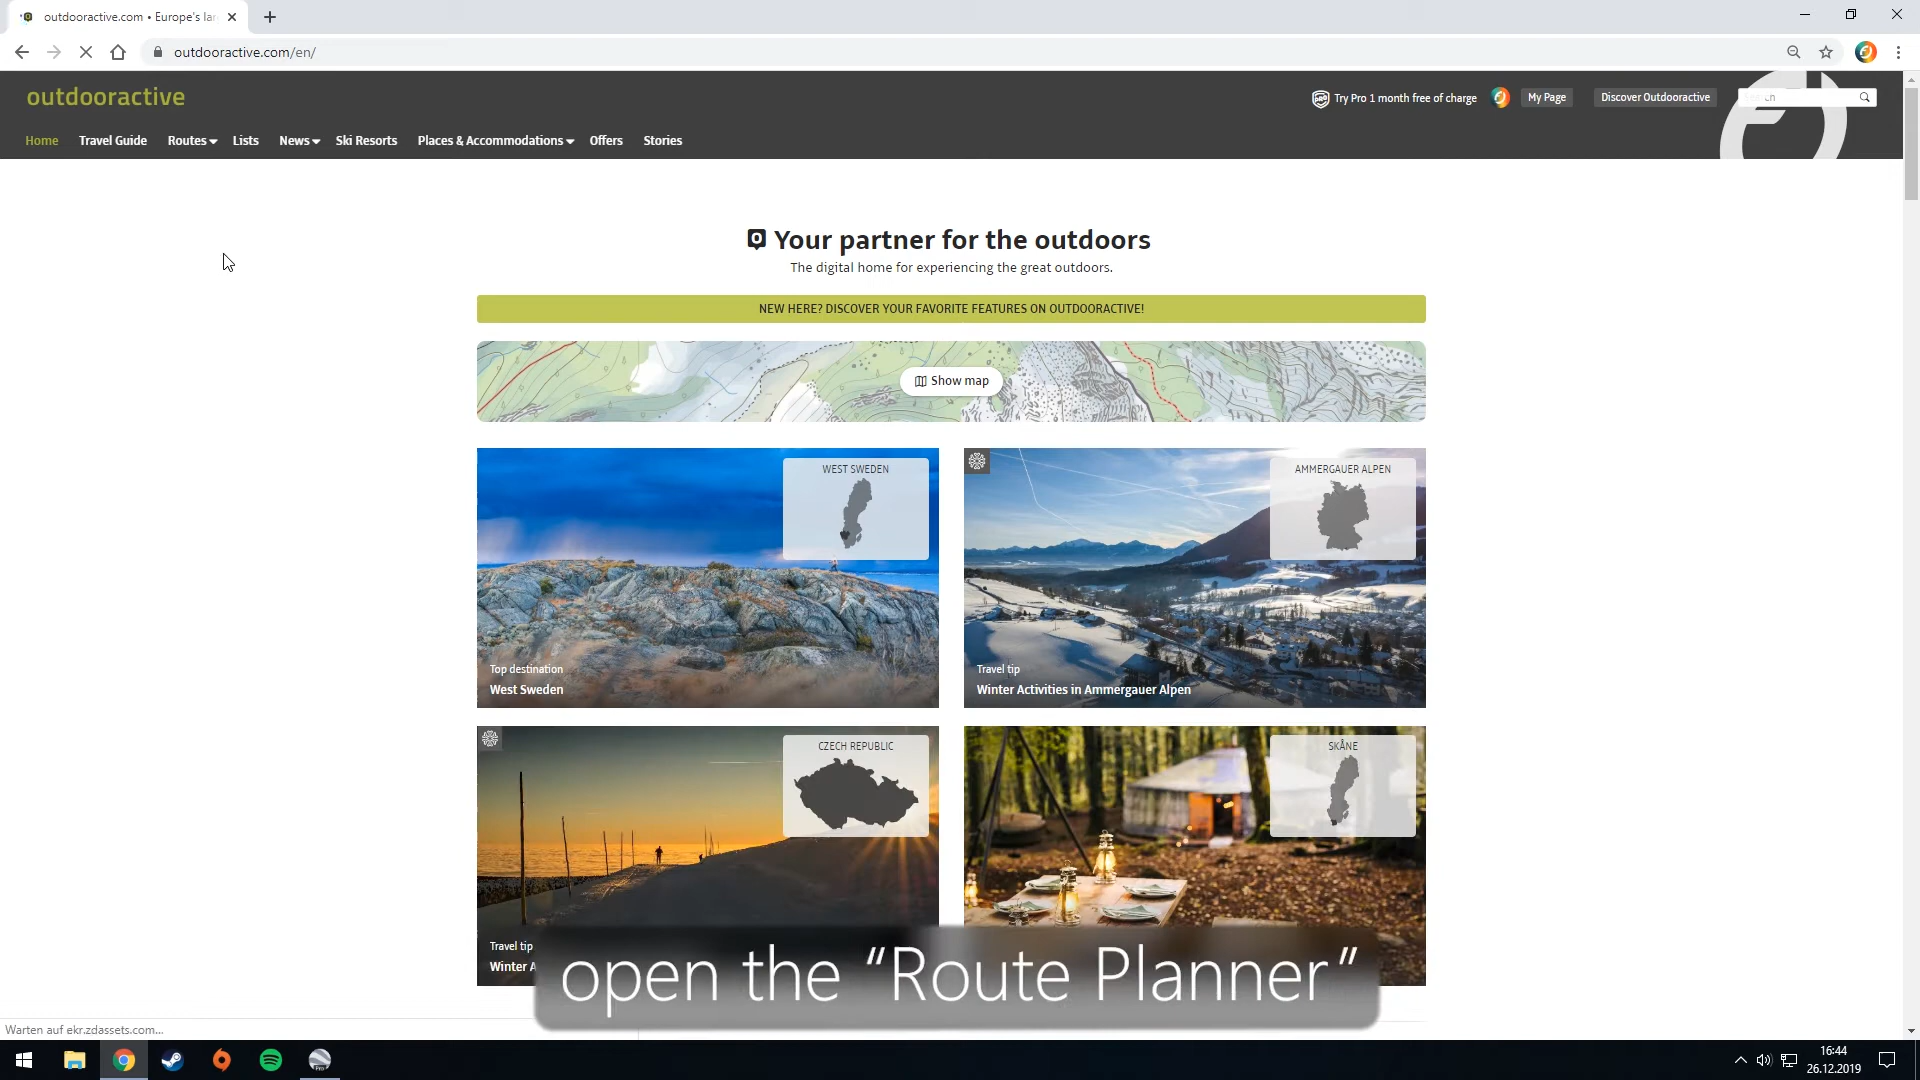 outdooractive.com • Europe's lar
outdooractive.com/en/
outdooractive
Try Pro 1 month free of charge
My Page
Discover Outdooractive
Home
Travel Guide
Routes
Lists
News
Ski Resorts
Places & Accommodations
Offers
Stories
Your partner for the outdoors
The digital home for experiencing the great outdoors.
NEW HERE? DISCOVER YOUR FAVORITE FEATURES ON OUTDOORACTIVE!
Show map
WEST SWEDEN
Top destination
West Sweden
AMMERGAUER ALPEN
Travel tip
Winter Activities in Ammergauer Alpen
CZECH REPUBLIC
Travel tip
Winter A
SKÅNE
open the “Route Planner”
Warten auf ekr.zdassets.com...
16:44
26.12.2019